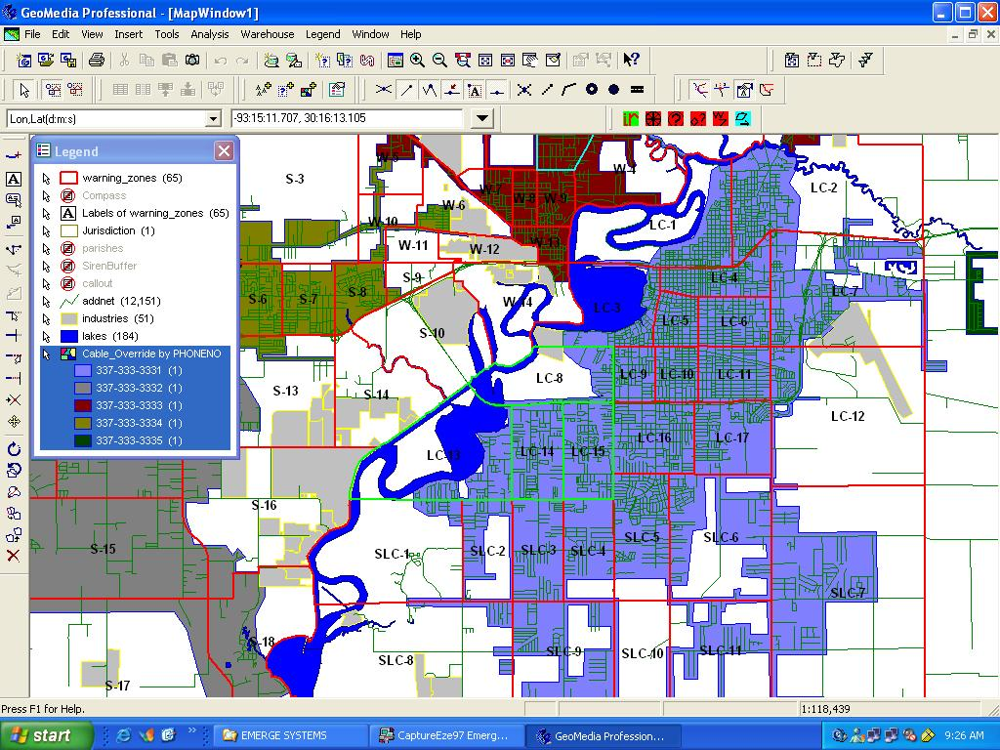 GeoMedia Professional - [MapWindow1]
File Edit View Insert Tools Analysis Warehouse Legend Window Help
Lon,Lat(d:m:s) -93:15:11.707, 30:16:13.105
Legend
warning_zones (65)
Compass
Labels of warning_zones (65)
Jurisdiction (1)
parishes
SirenBuffer
callout
addnet (12,151)
industries (51)
lakes (184)
Cable_Override by PHONENO
337-333-3331 (1)
337-333-3332 (1)
337-333-3333 (1)
337-333-3334 (1)
337-333-3335 (1)
S-3
W-4
LC-2
W-7
W-8
W-9
W-6
W-10
LC-1
W-11
W-12
W-13
S-9
LC-4
LC-7
S-6
S-7
S-8
W-14
LC-3
LC-5
LC-6
S-10
LC-8
LC-9
LC-10
LC-11
S-13
S-14
LC-12
LC-16
LC-17
LC-13
LC-14
LC-15
S-16
S-15
SLC-1
SLC-2
SLC-3
SLC-4
SLC-5
SLC-6
SLC-7
S-18
SLC-8
SLC-9
SLC-10
SLC-11
S-17
Press F1 for Help. 1:118,439
start EMERGE SYSTEMS CaptureEze97 Emerg... GeoMedia Profession... 9:26 AM